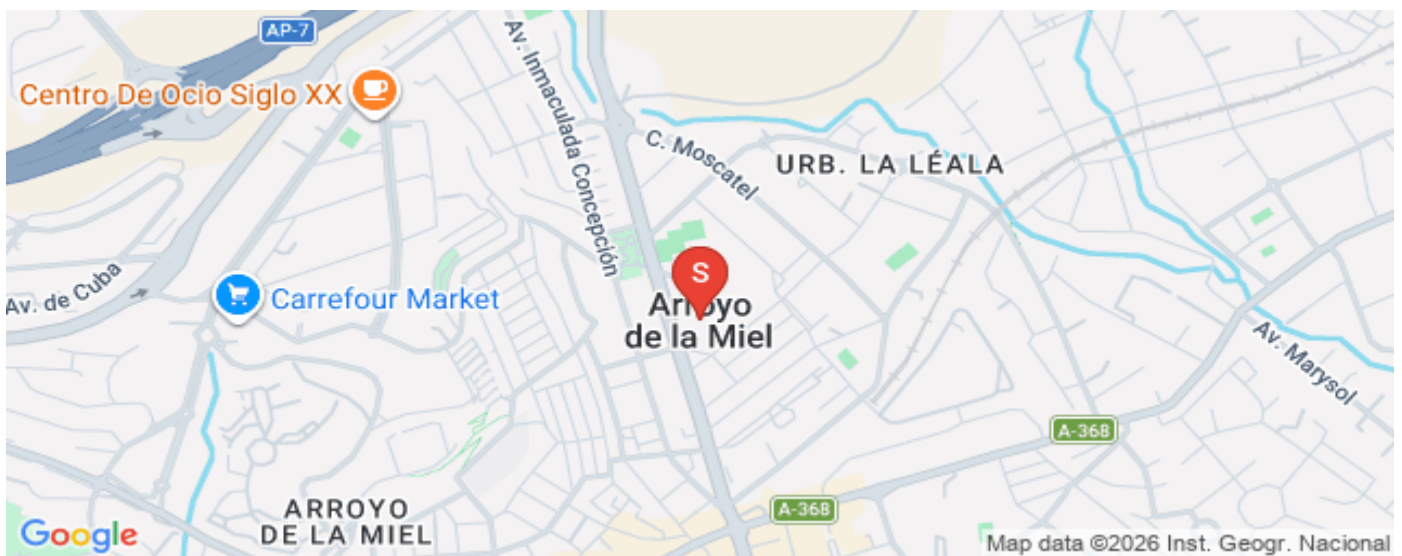 AP-7
Centro De Ocio Siglo XX
Av. Inmaculada Concepción
C. Moscatel
URB. LA LÉALA
S
Av. de Cuba
Carrefour Market
Arroyo
de la Miel
Av. Marysol
A-368
A-368
ARROYO
DE LA MIEL
Google
Map data ©2026 Inst. Geogr. Nacional